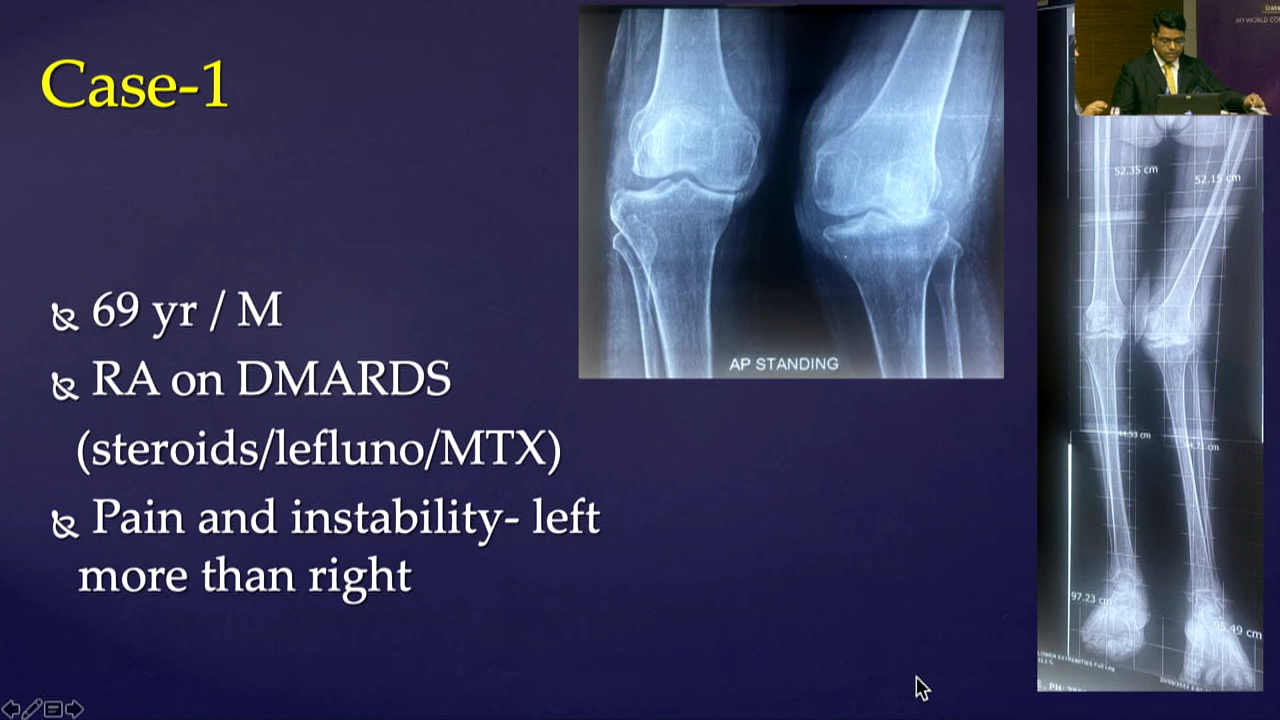 Case-1
69 yr / M
RA on DMARDS
(steroids/lefluno/MTX)
Pain and instability- left
more than right
AP STANDING
52.35 cm
52.15 cm
97.23 cm